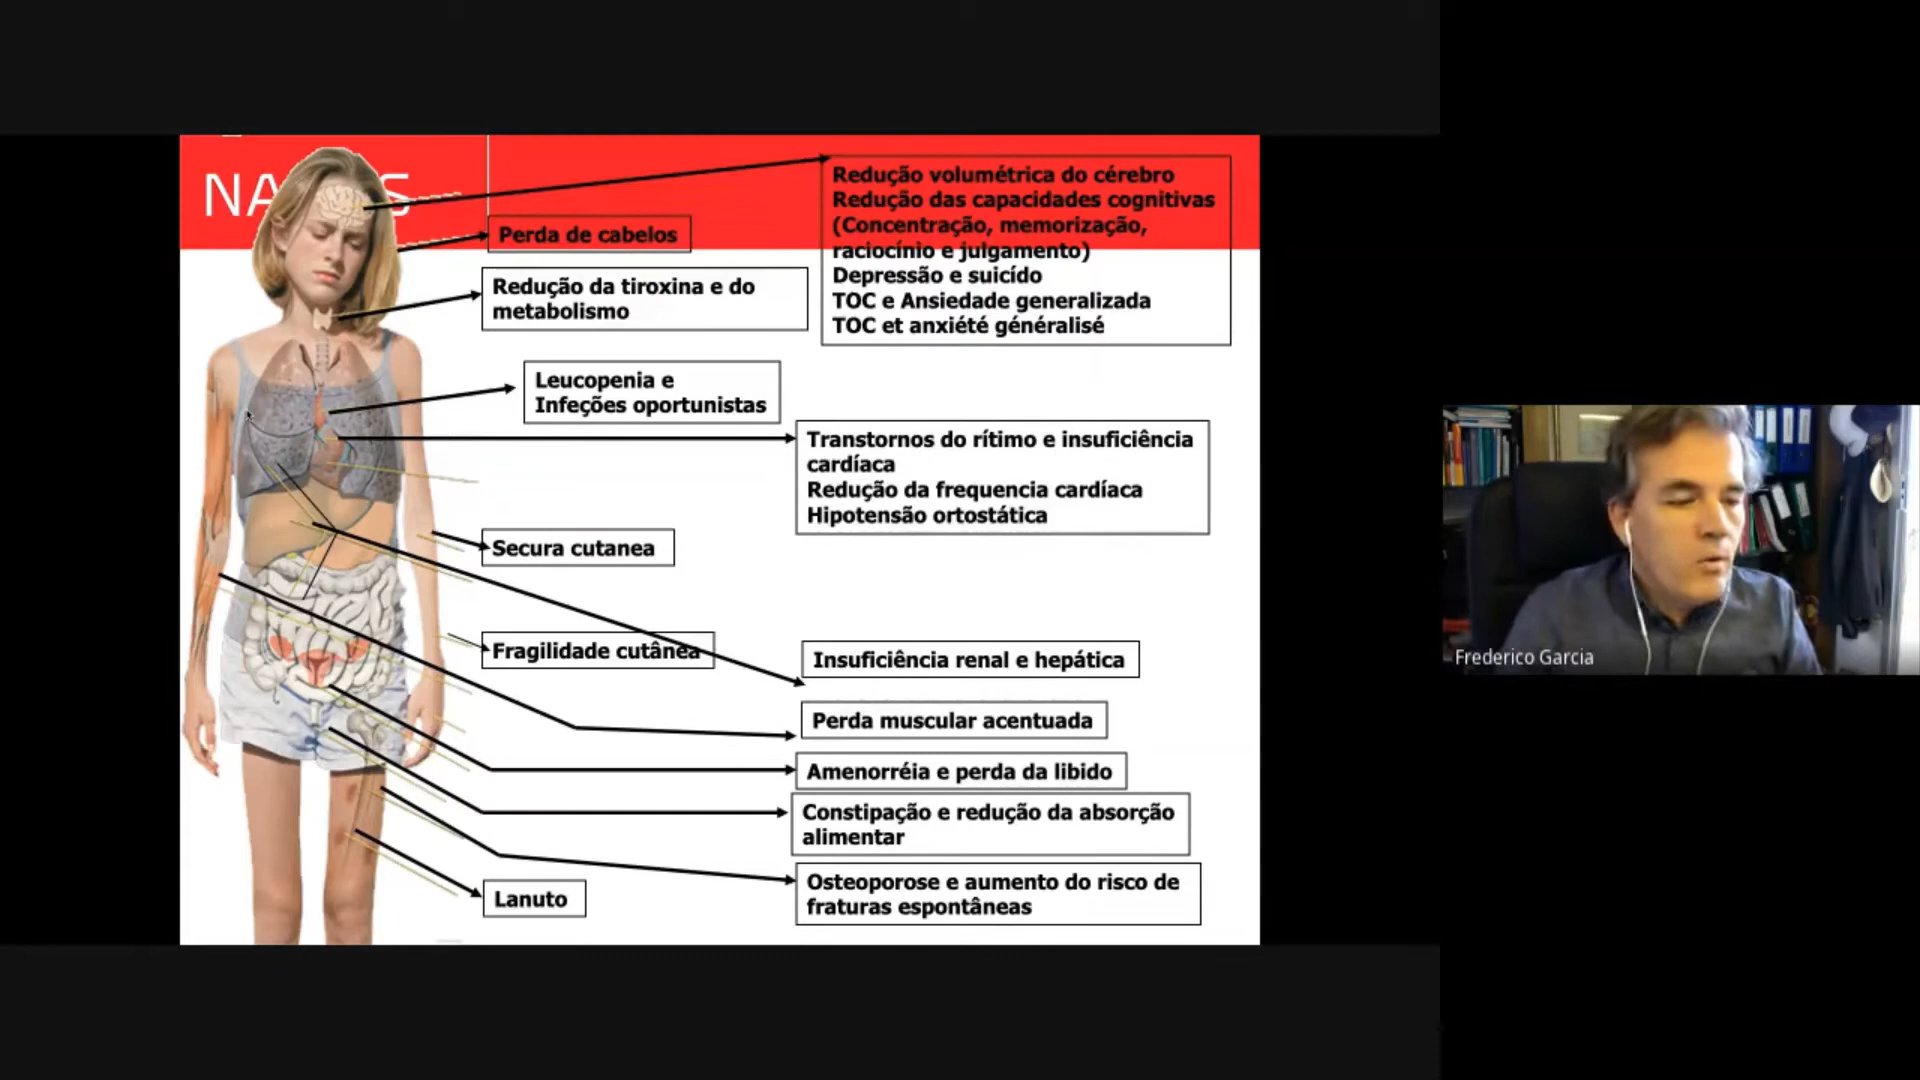 NA
S
Redução volumétrica do cérebro
Redução das capacidades cognitivas
(Concentração, memorização,
raciocínio e julgamento)
Depressão e suicído
TOC e Ansiedade generalizada
TOC et anxiété généralisé
Perda de cabelos
Redução da tiroxina e do
metabolismo
Leucopenia e
Infeções oportunistas
Transtornos do rítimo e insuficiência
cardíaca
Redução da frequencia cardíaca
Hipotensão ortostática
Secura cutanea
Fragilidade cutânea
Insuficiência renal e hepática
Perda muscular acentuada
Amenorréia e perda da libido
Constipação e redução da absorção
alimentar
Osteoporose e aumento do risco de
fraturas espontâneas
Lanuto
Frederico Garcia